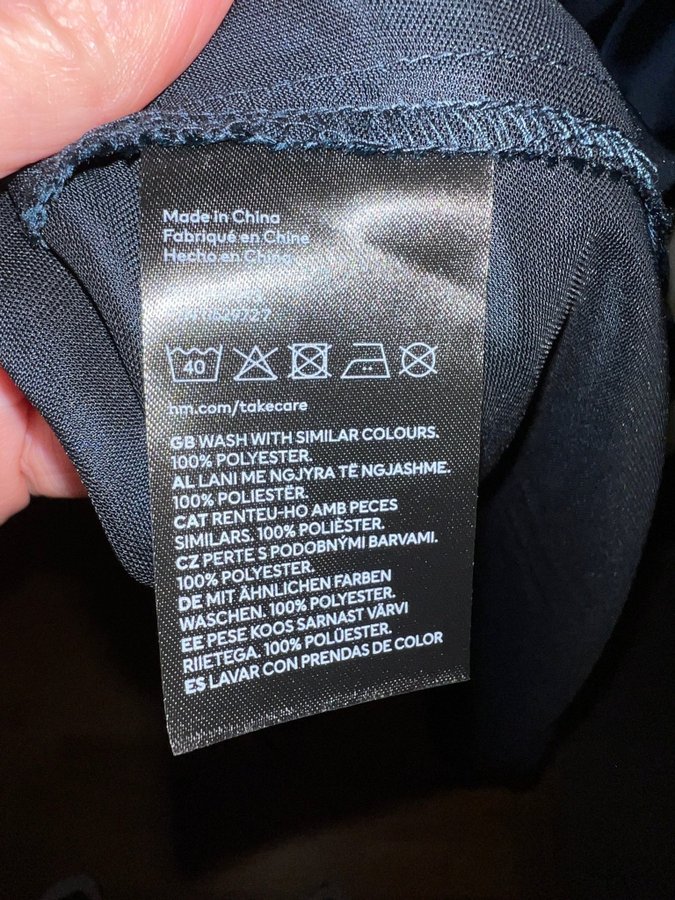 Made in China
Fabriqué en Chine
Hecho en China
40
hm.com/takecare
GB WASH WITH SIMILAR COLOURS.
100% POLYESTER.
AL LANI ME NGJYRA TË NGJASHME.
100% POLIESTËR.
CAT RENTEU-HO AMB PECES
SIMILARS. 100% POLIÈSTER.
CZ PERTE S PODOBNÝMI BARVAMI.
100% POLYESTER.
DE MIT ÄHNLICHEN FARBEN
WASCHEN. 100% POLYESTER.
EE PESE KOOS SARNAST VÄRVI
RIIETEGA. 100% POLÜESTER.
ES LAVAR CON PRENDAS DE COLOR